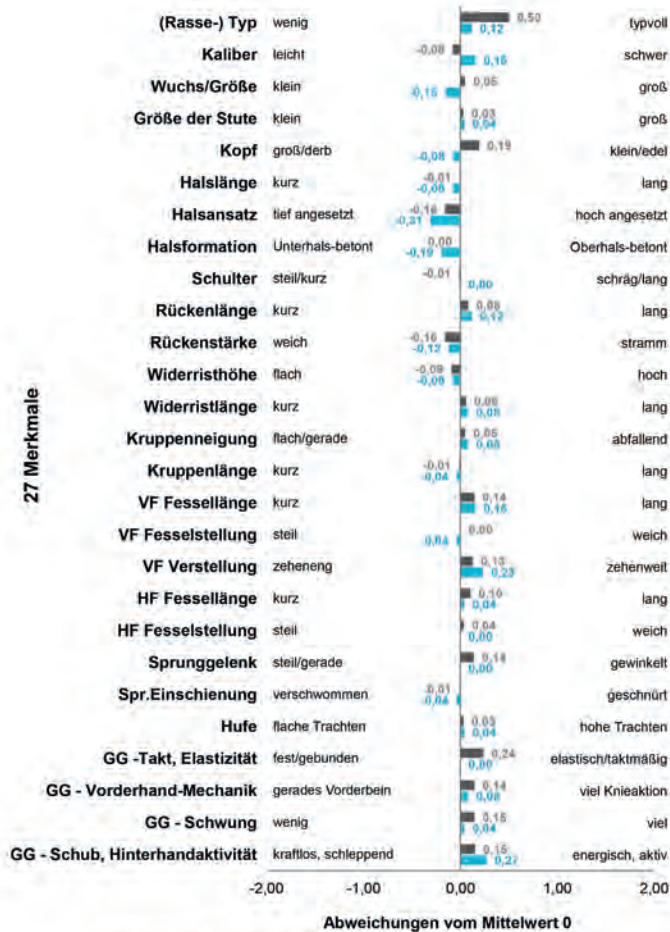 (Rasse-) Typ wenig 0,50 0,12 typvoll
Kaliber leicht -0,08 0,15 schwer
Wuchs/Größe klein 0,05 -0,15 groß
Größe der Stute klein 0,03 0,04 groß
Kopf groß/derb 0,19 -0,08 klein/edel
Halslänge kurz -0,01 -0,08 lang
Halsansatz tief angesetzt -0,16 -0,31 hoch angesetzt
Halsformation Unterhals-betont 0,00 -0,19 Oberhals-betont
Schulter steil/kurz -0,01 0,00 schräg/lang
Rückenlänge kurz 0,08 0,12 lang
Rückenstärke weich -0,16 -0,12 stramm
Widerristhöhe flach -0,09 hoch
Widerristlänge kurz 0,06 0,08 lang
Kruppenneigung flach/gerade 0,05 0,08 abfallend
Kruppenlänge kurz -0,01 -0,04 lang
VF Fessellänge kurz 0,14 lang
VF Fesselstellung steil 0,00 -0,04 weich
VF Verstellung zeheneng 0,13 0,23 zehenweit
HF Fessellänge kurz 0,10 0,04 lang
HF Fesselstellung steil 0,04 0,00 weich
Sprunggelenk steil/gerade 0,14 0,00 gewinkelt
Spr.Einschienung verschwommen -0,01 -0,04 geschnürt
Hufe flache Trachten 0,03 0,04 hohe Trachten
GG -Takt, Elastizität fest/gebunden 0,24 0,00 elastisch/taktmäßig
GG - Vorderhand-Mechanik gerades Vorderbein 0,14 0,08 viel Knieaktion
GG - Schwung wenig 0,15 0,04 viel
GG - Schub, Hinterhandaktivität kraftlos, schleppend 0,15 0,27 energisch, aktiv
27 Merkmale
-2,00 -1,00 0,00 1,00 2,00
Abweichungen vom Mittelwert 0